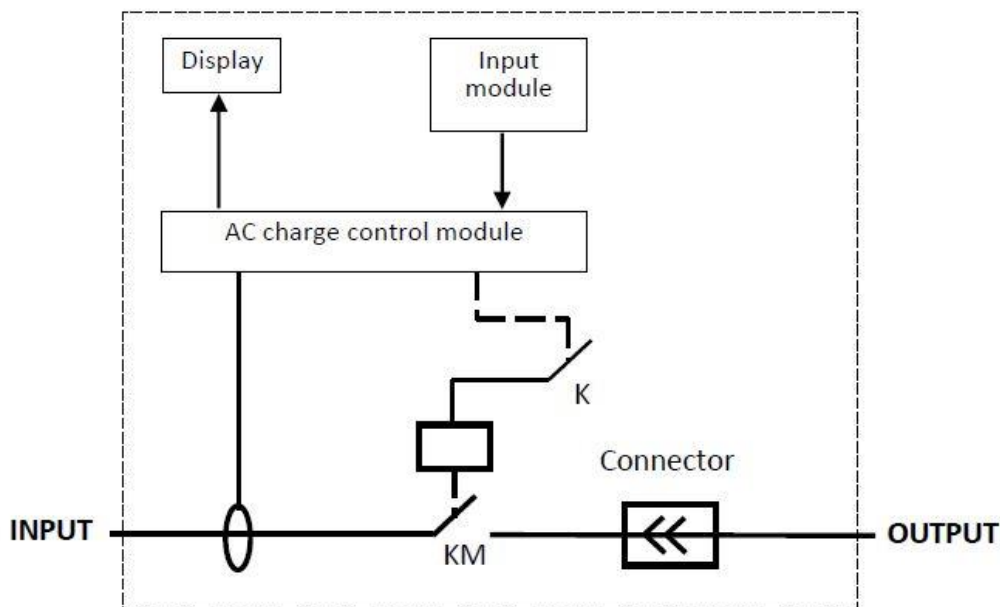 Display
Input
module
AC charge control module
K
Connector
INPUT
KM
OUTPUT